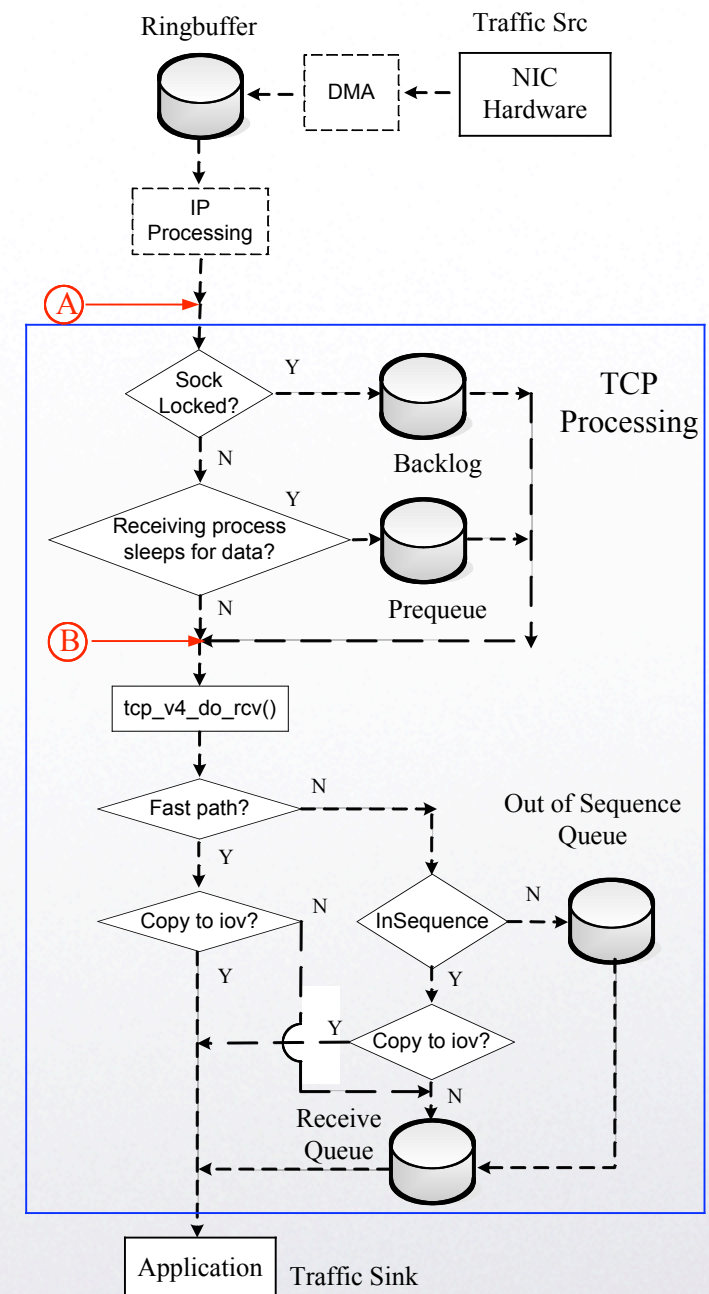 Ringbuffer
Traffic Src
DMA
NIC
Hardware
IP
Processing
A
Sock
Locked?
Y
N
Backlog
TCP
Processing
Receiving process
sleeps for data?
Y
N
Prequeue
B
tcp_v4_do_rcv()
Fast path?
N
Y
Out of Sequence
Queue
Copy to iov?
N
Y
InSequence
N
Y
Copy to iov?
Y
N
Receive
Queue
Application
Traffic Sink